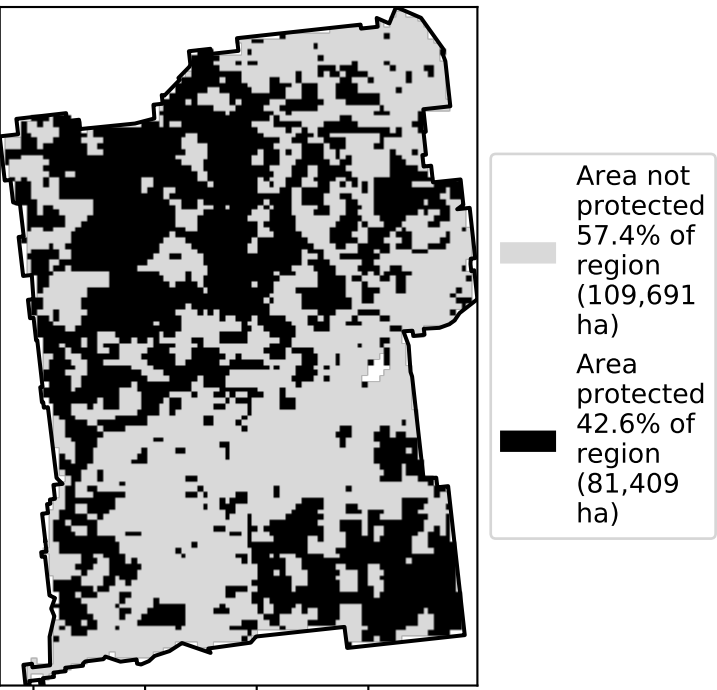 Area not
protected
57.4% of
region
(109,691
ha)
Area
protected
42.6% of
region
(81,409
ha)